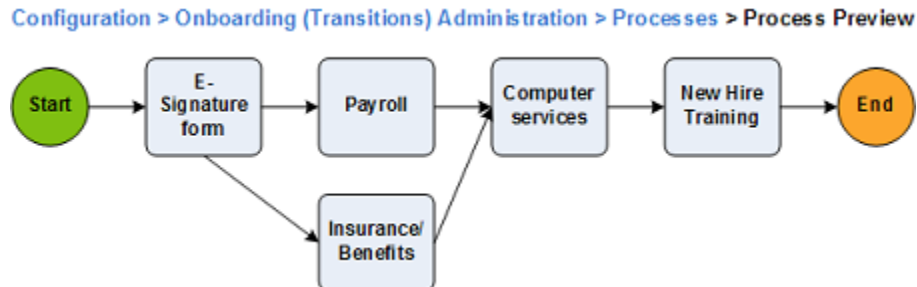 Configuration > Onboarding (Transitions) Administration > Processes > Process Preview
Start
E-
Signature
form
Payroll
Computer
services
New Hire
Training
End
Insurance/
Benefits